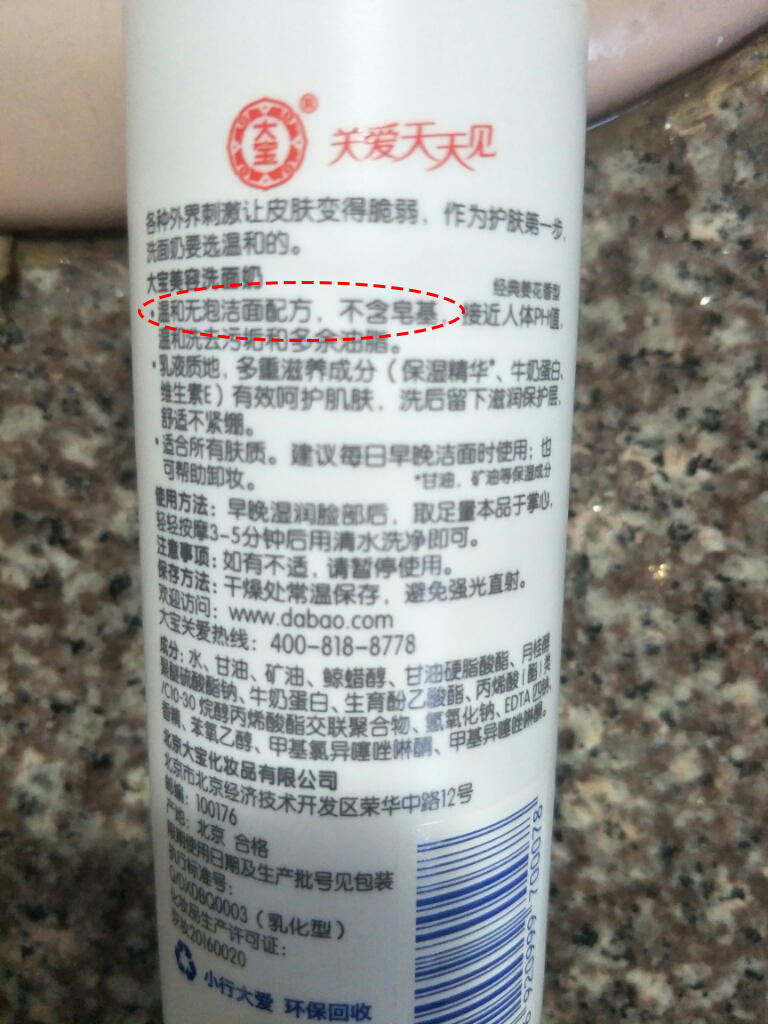 大宝
®
关爱天天见
各种外界刺激让皮肤变得脆弱，作为护肤第一步，
洗面奶要选温和的。
大宝美容洗面奶 经典姜花香型
·温和无泡洁面配方，不含皂基，接近人体PH值，
温和洗去污垢和多余油脂。
·乳液质地，多重滋养成分（保湿精华*、牛奶蛋白、
维生素E）有效呵护肌肤，洗后留下滋润保护层，
舒适不紧绷。
·适合所有肤质。建议每日早晚洁面时使用；也
可帮助卸妆。 *甘油、矿油等保湿成分
使用方法：早晚湿润脸部后，取足量本品于掌心，
轻轻按摩3-5分钟后用清水洗净即可。
注意事项：如有不适，请暂停使用。
保存方法：干燥处常温保存，避免强光直射。
欢迎访问：www.dabao.com
大宝关爱热线：400-818-8778
成分：水、甘油、矿油、鲸蜡醇、甘油硬脂酸酯、月桂醇
聚醚硫酸酯钠、牛奶蛋白、生育酚乙酸酯、丙烯酸（酯）类
/C10-30 烷醇丙烯酸酯交联聚合物、氢氧化钠、EDTA 四钠、
香精、苯氧乙醇、甲基氯异噻唑啉酮、甲基异噻唑啉酮。
北京大宝化妆品有限公司
北京市北京经济技术开发区荣华中路12号
邮编：100176
产地：北京 合格
限期使用日期及生产批号见包装
执行标准号：
Q/DXDBQ0003（乳化型）
化妆品生产许可证：
京妆20160020
小行大爱 环保回收
700078